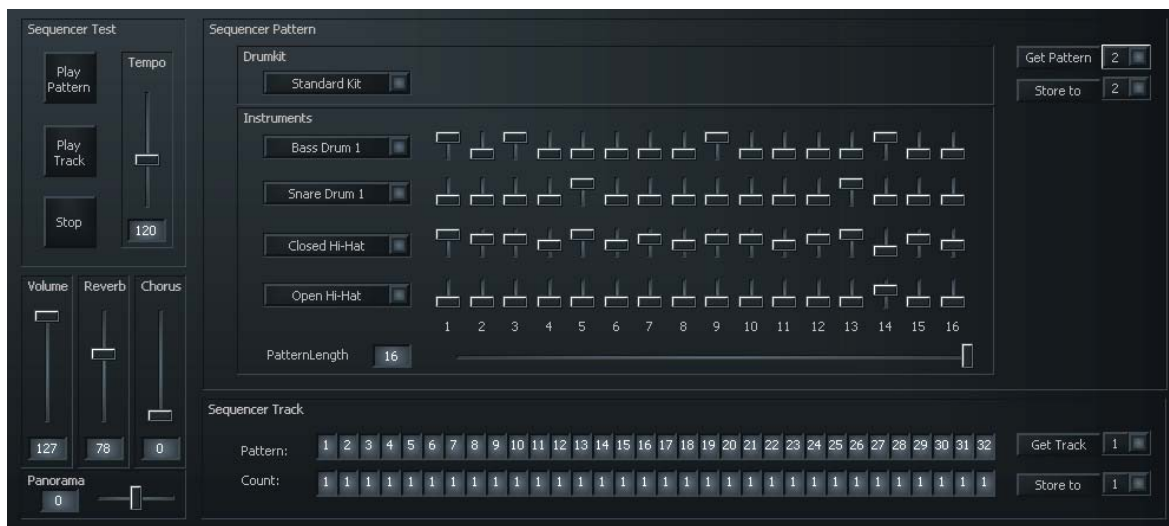 Sequencer Test
Play Pattern
Play Track
Stop
Tempo
120
Volume Reverb Chorus
127 78 0
Panorama
0
Sequencer Pattern
Drumkit
Standard Kit
Instruments
Bass Drum 1
Snare Drum 1
Closed Hi-Hat
Open Hi-Hat
1 2 3 4 5 6 7 8 9 10 11 12 13 14 15 16
PatternLength 16
Get Pattern 2
Store to 2
Sequencer Track
Pattern: 1 2 3 4 5 6 7 8 9 10 11 12 13 14 15 16 17 18 19 20 21 22 23 24 25 26 27 28 29 30 31 32
Count: 1 1 1 1 1 1 1 1 1 1 1 1 1 1 1 1 1 1 1 1 1 1 1 1 1 1 1 1 1 1 1 1
Get Track 1
Store to 1